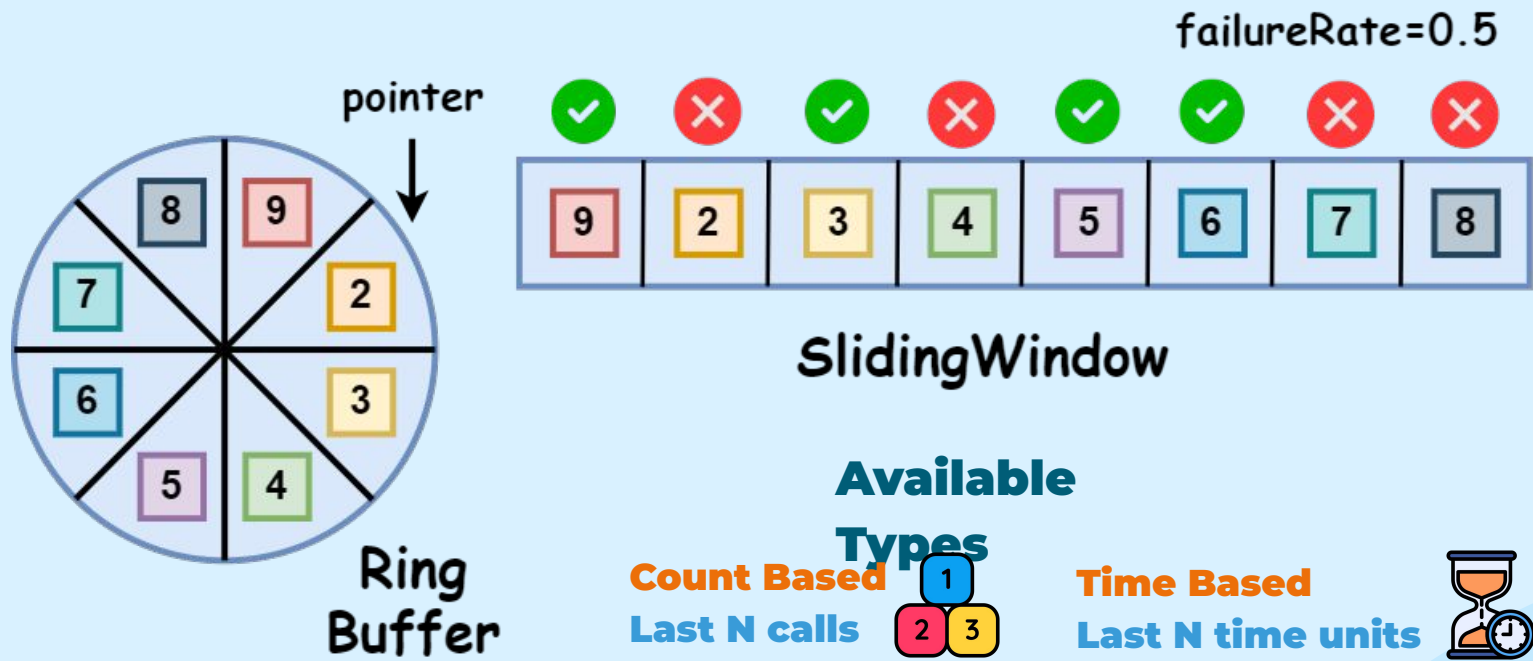 failureRate=0.5
pointer
8 9
7 2
6 3
5 4
Ring
Buffer
9 2 3 4 5 6 7 8
SlidingWindow
Available
Types
Count Based
Last N calls
1
2 3
Time Based
Last N time units